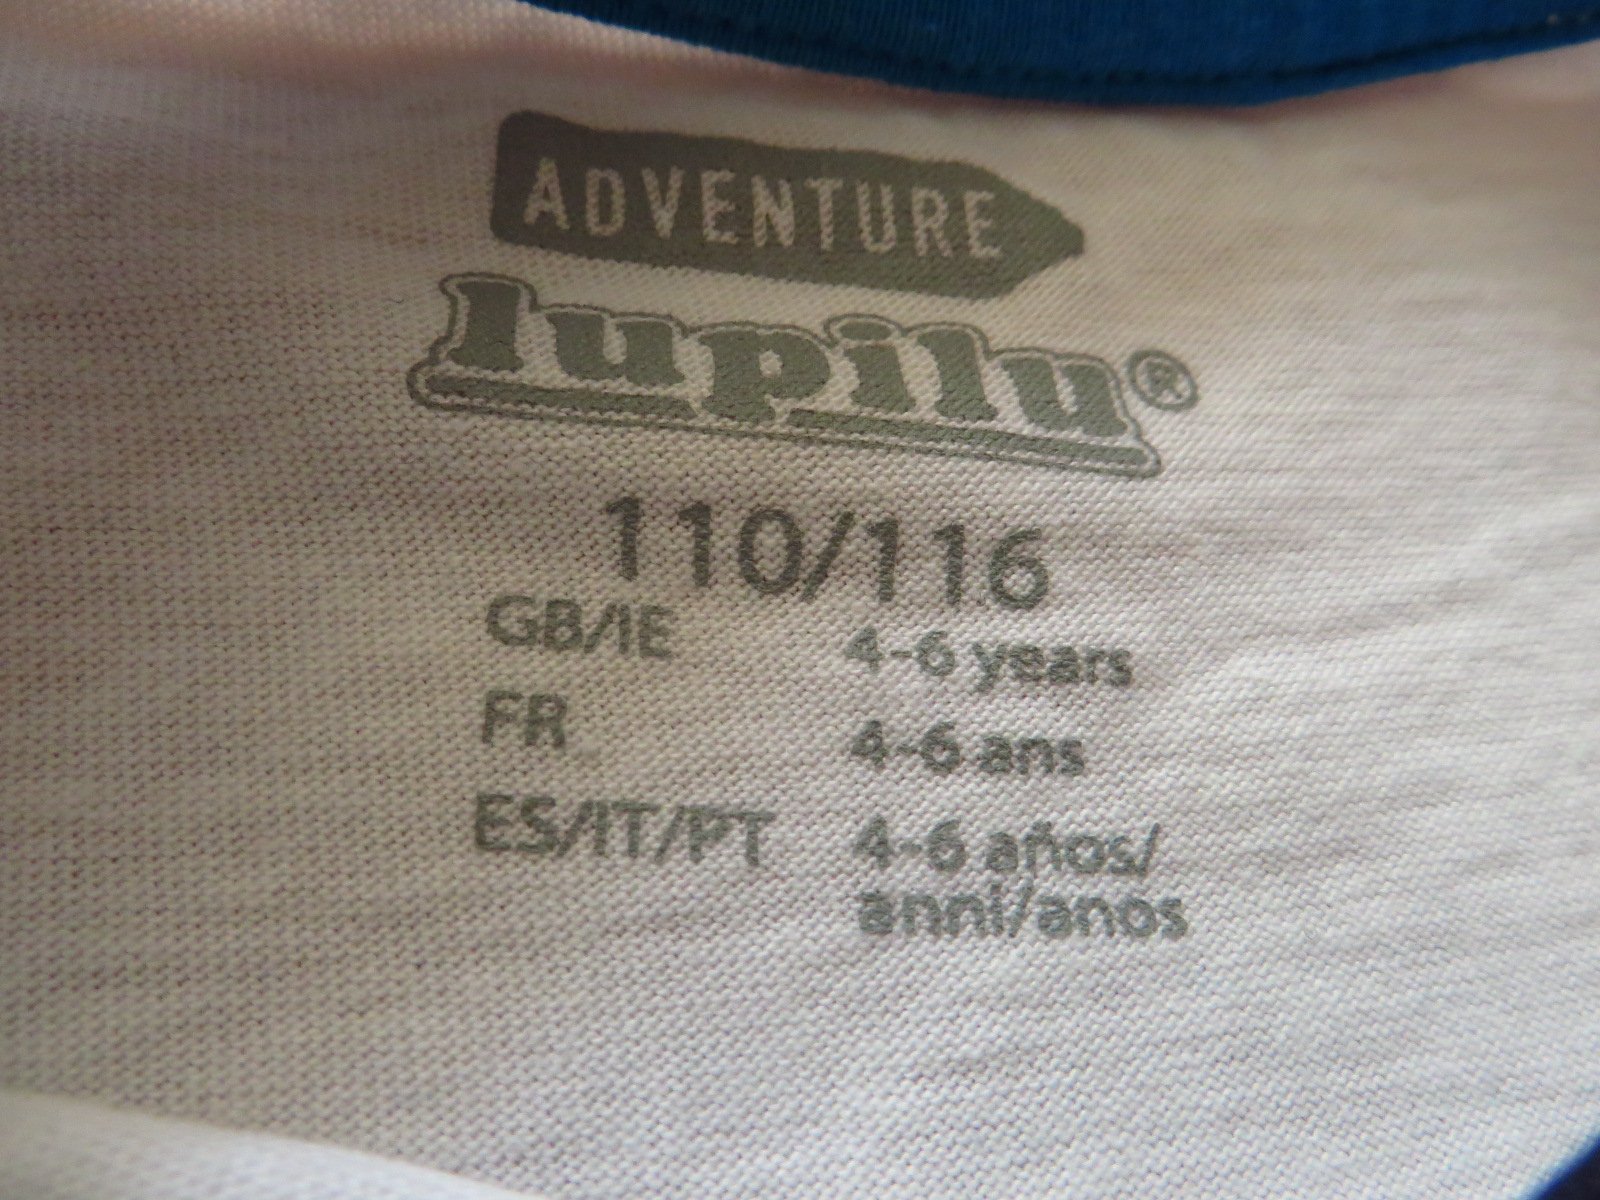 ADVENTURE
lupilu®
110/116
GB/IE 4-6 years
FR 4-6 ans
ES/IT/PT 4-6 años/
anni/anos